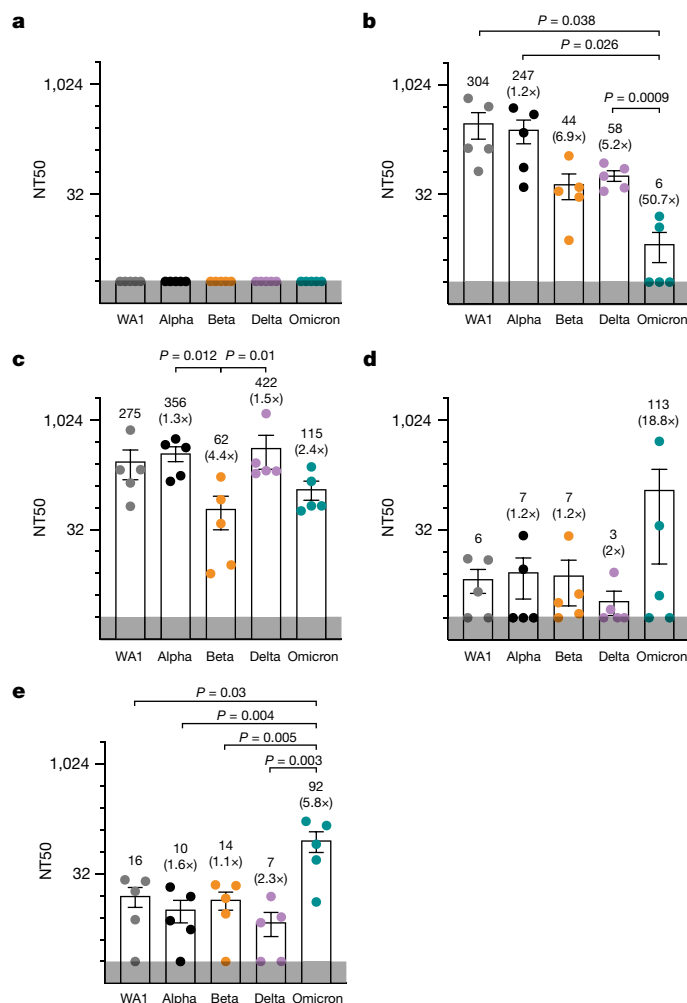 a
1,024
NT50
32
WA1 Alpha Beta Delta Omicron
b
P = 0.038
P = 0.026
P = 0.0009
1,024
NT50
32
304
247
(1.2×)
44
(6.9×)
58
(5.2×)
6
(50.7×)
WA1 Alpha Beta Delta Omicron
c
P = 0.012 P = 0.01
1,024
NT50
32
275
356
(1.3×)
62
(4.4×)
422
(1.5×)
115
(2.4×)
WA1 Alpha Beta Delta Omicron
d
1,024
NT50
32
6
7
(1.2×)
7
(1.2×)
3
(2×)
113
(18.8×)
WA1 Alpha Beta Delta Omicron
e
P = 0.03
P = 0.004
P = 0.005
P = 0.003
1,024
NT50
32
16
10
(1.6×)
14
(1.1×)
7
(2.3×)
92
(5.8×)
WA1 Alpha Beta Delta Omicron